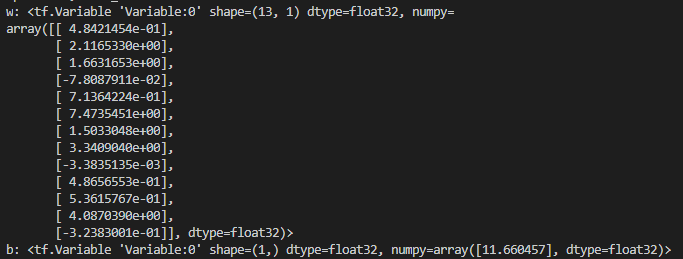 w: <tf.Variable 'Variable:0' shape=(13, 1) dtype=float32, numpy=
array([[ 4.8421454e-01],
       [ 2.1165330e+00],
       [ 1.6631653e+00],
       [-7.8087911e-02],
       [ 7.1364224e-01],
       [ 7.4735451e+00],
       [ 1.5033048e+00],
       [ 3.3409040e+00],
       [-3.3835135e-03],
       [ 4.8656553e-01],
       [ 5.3615767e-01],
       [ 4.0870390e+00],
       [-3.2383001e-01]], dtype=float32)>
b: <tf.Variable 'Variable:0' shape=(1,) dtype=float32, numpy=array([11.660457], dtype=float32)>